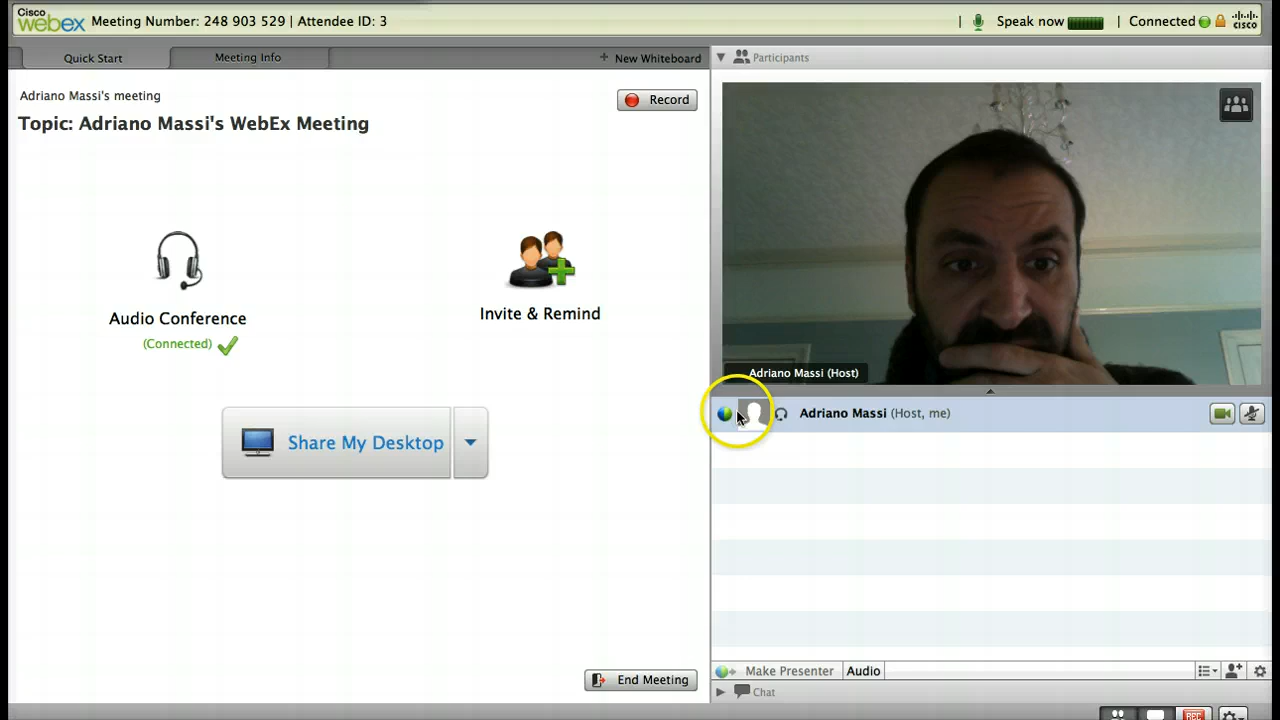 Cisco
webex Meeting Number: 248 903 529 | Attendee ID: 3
| Speak now | Connected
CISCO
Quick Start
Meeting Info
+ New Whiteboard
Participants
Adriano Massi's meeting
Record
Topic: Adriano Massi's WebEx Meeting
Audio Conference
(Connected)
Invite & Remind
Share My Desktop
Adriano Massi (Host)
Adriano Massi (Host, me)
End Meeting
Make Presenter
Audio
Chat
REC